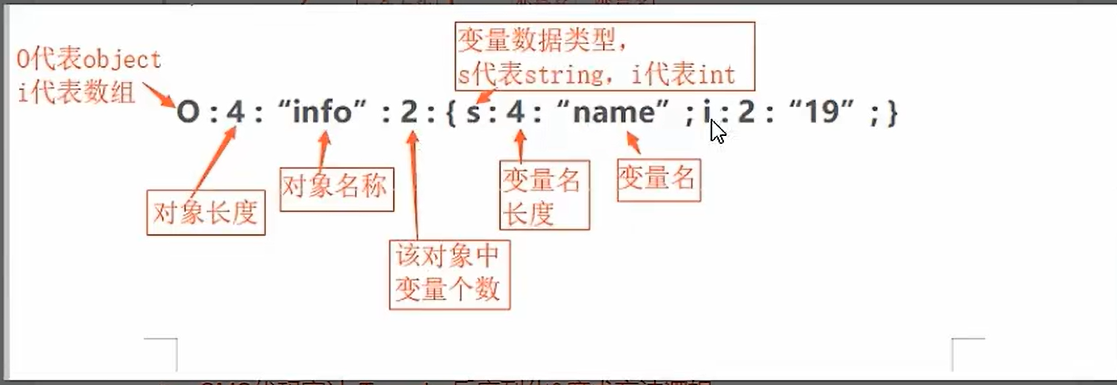 变量数据类型，
s代表string，i代表int
O代表object
i代表数组
O : 4 : “info” : 2 : { s : 4 : “name” ; i : 2 : “19” ; }
对象长度
对象名称
变量名
长度
变量名
该对象中
变量个数